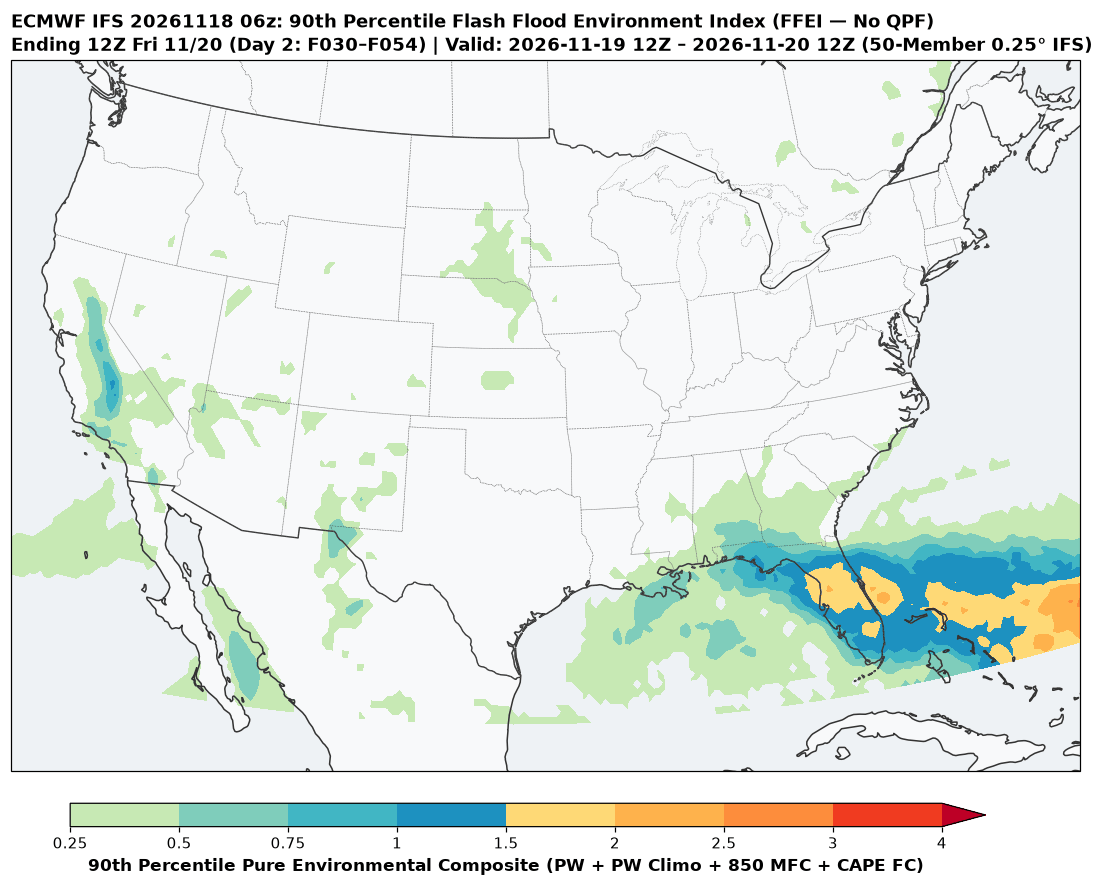 ECMWF IFS 20261118 06z: 90th Percentile Flash Flood Environment Index (FFEI — No QPF)
Ending 12Z Fri 11/20 (Day 2: F030–F054) | Valid: 2026-11-19 12Z – 2026-11-20 12Z (50-Member 0.25° IFS)
0.25 0.5 0.75 1 1.5 2 2.5 3 4
90th Percentile Pure Environmental Composite (PW + PW Climo + 850 MFC + CAPE FC)